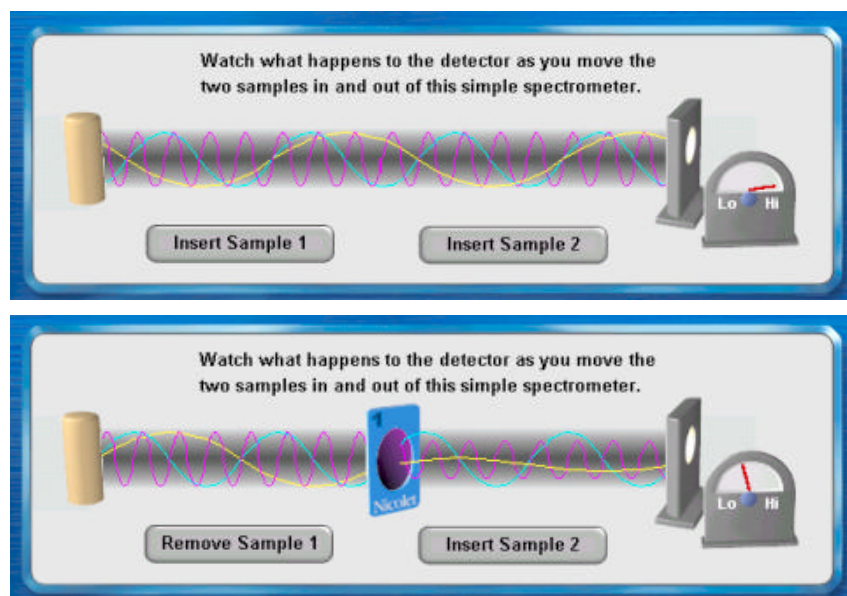 Watch what happens to the detector as you move the
two samples in and out of this simple spectrometer.
Lo Hi
Insert Sample 1 Insert Sample 2
Watch what happens to the detector as you move the
two samples in and out of this simple spectrometer.
1
Nicolet
Lo Hi
Remove Sample 1 Insert Sample 2